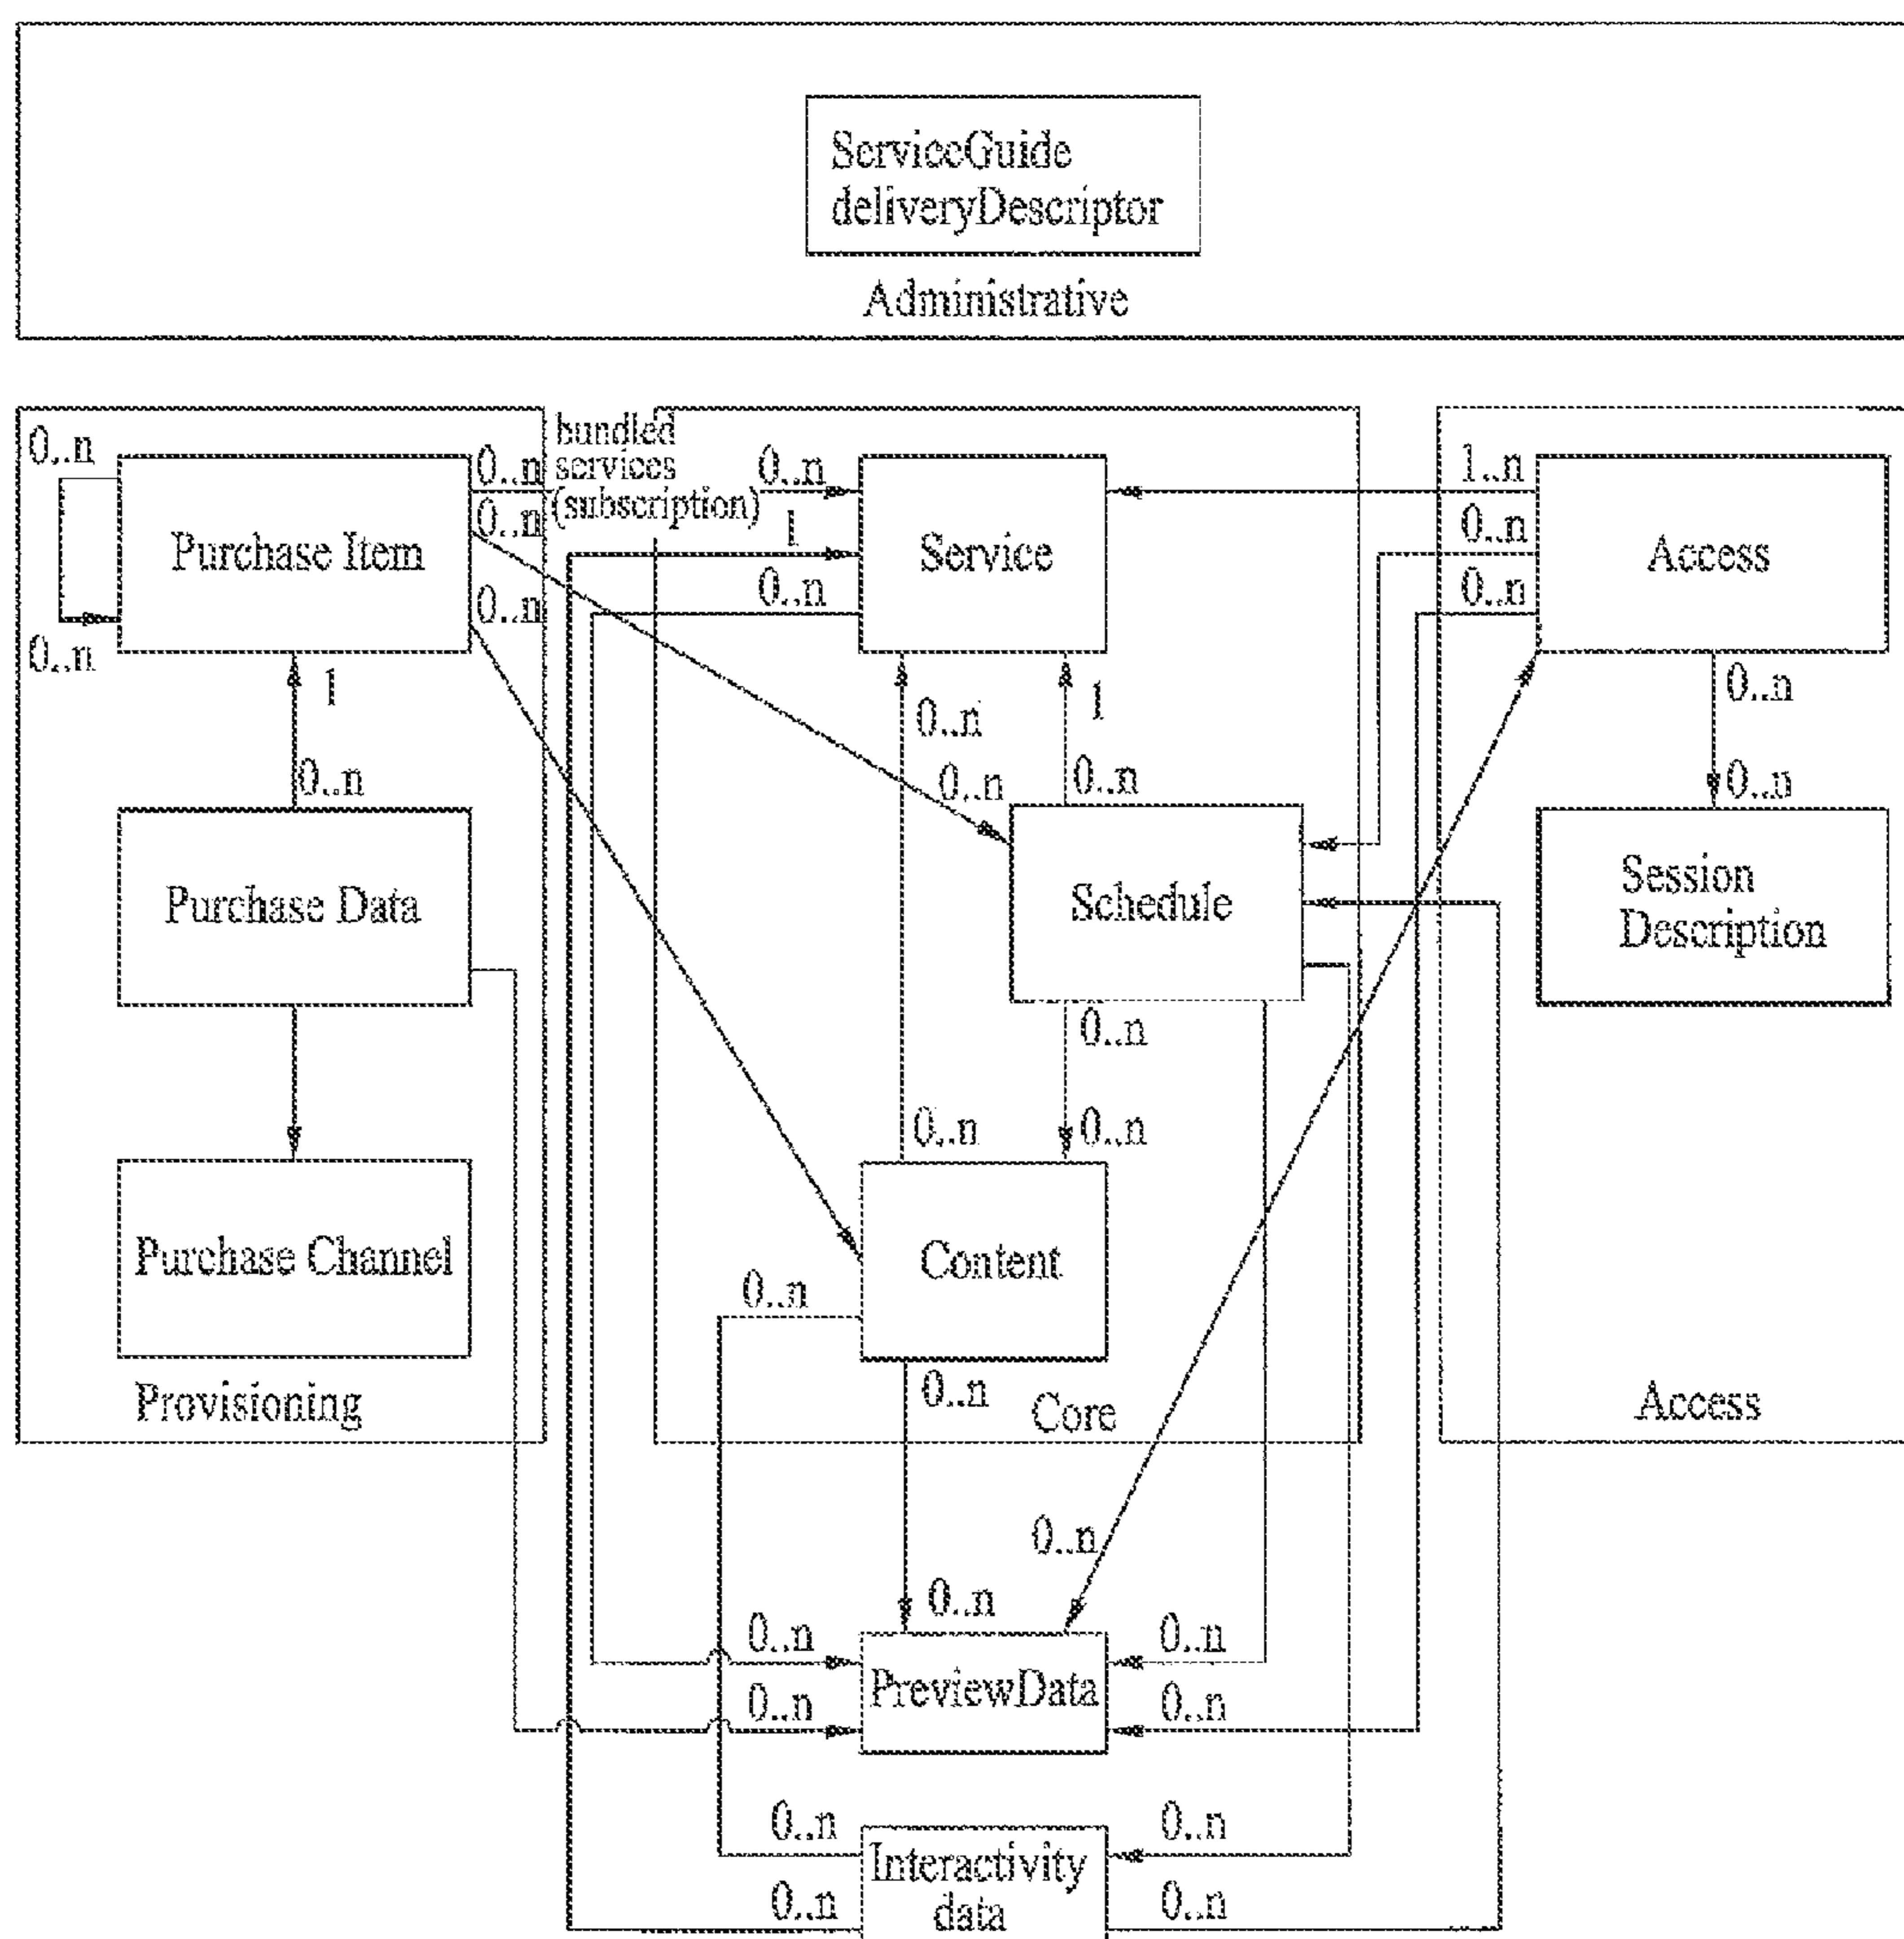 ServiceGuide
deliveryDescriptor
Administrative
0..n
0..n
bundled
services
(subscription)
0..n
1..n
Purchase Item
0..n
1
Service
0..n
Access
0..n
0..n
0..n
0..n
1
0..n
1
0..n
0..n
0..n
0..n
0..n
Purchase Data
Schedule
Session
Description
0..n
0..n
0..n
Purchase Channel
Content
0..n
Provisioning
0..n
Core
Access
0..n
0..n
0..n
0..n
PreviewData
0..n
0..n
0..n
0..n
Interactivity
data
0..n
0..n